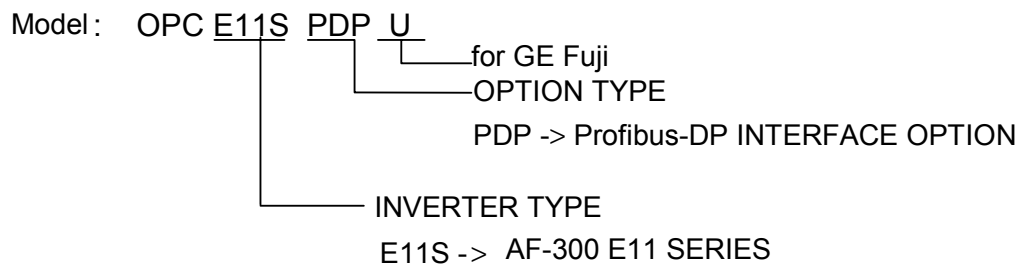 Model: OPC E11S PDP U
for GE Fuji
OPTION TYPE
PDP -> Profibus-DP INTERFACE OPTION
INVERTER TYPE
E11S -> AF-300 E11 SERIES